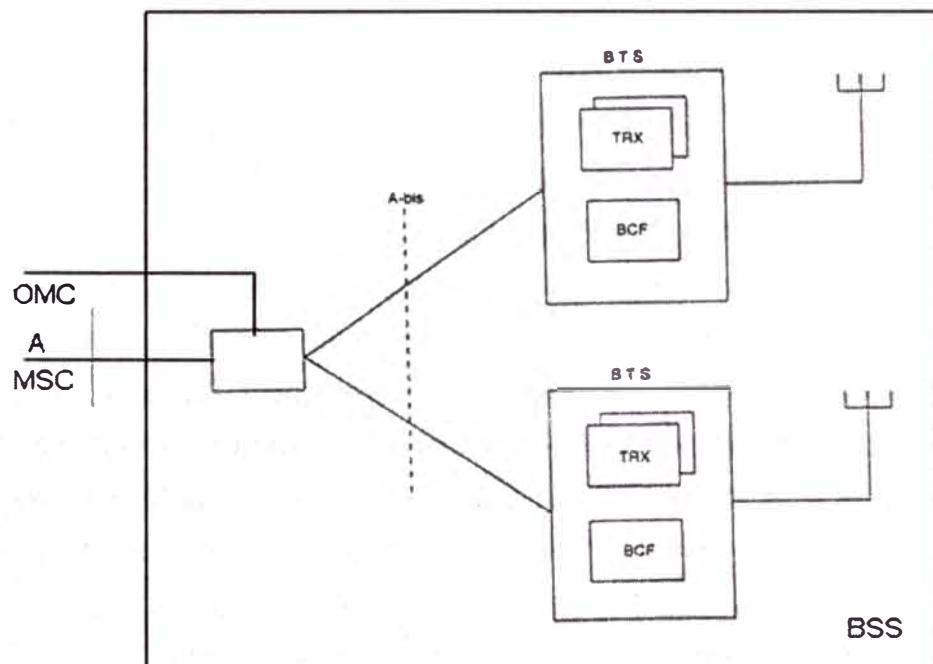 BTS
TRX
BCF
A-bis
OMC
A
MSC
BTS
TRX
BCF
BSS